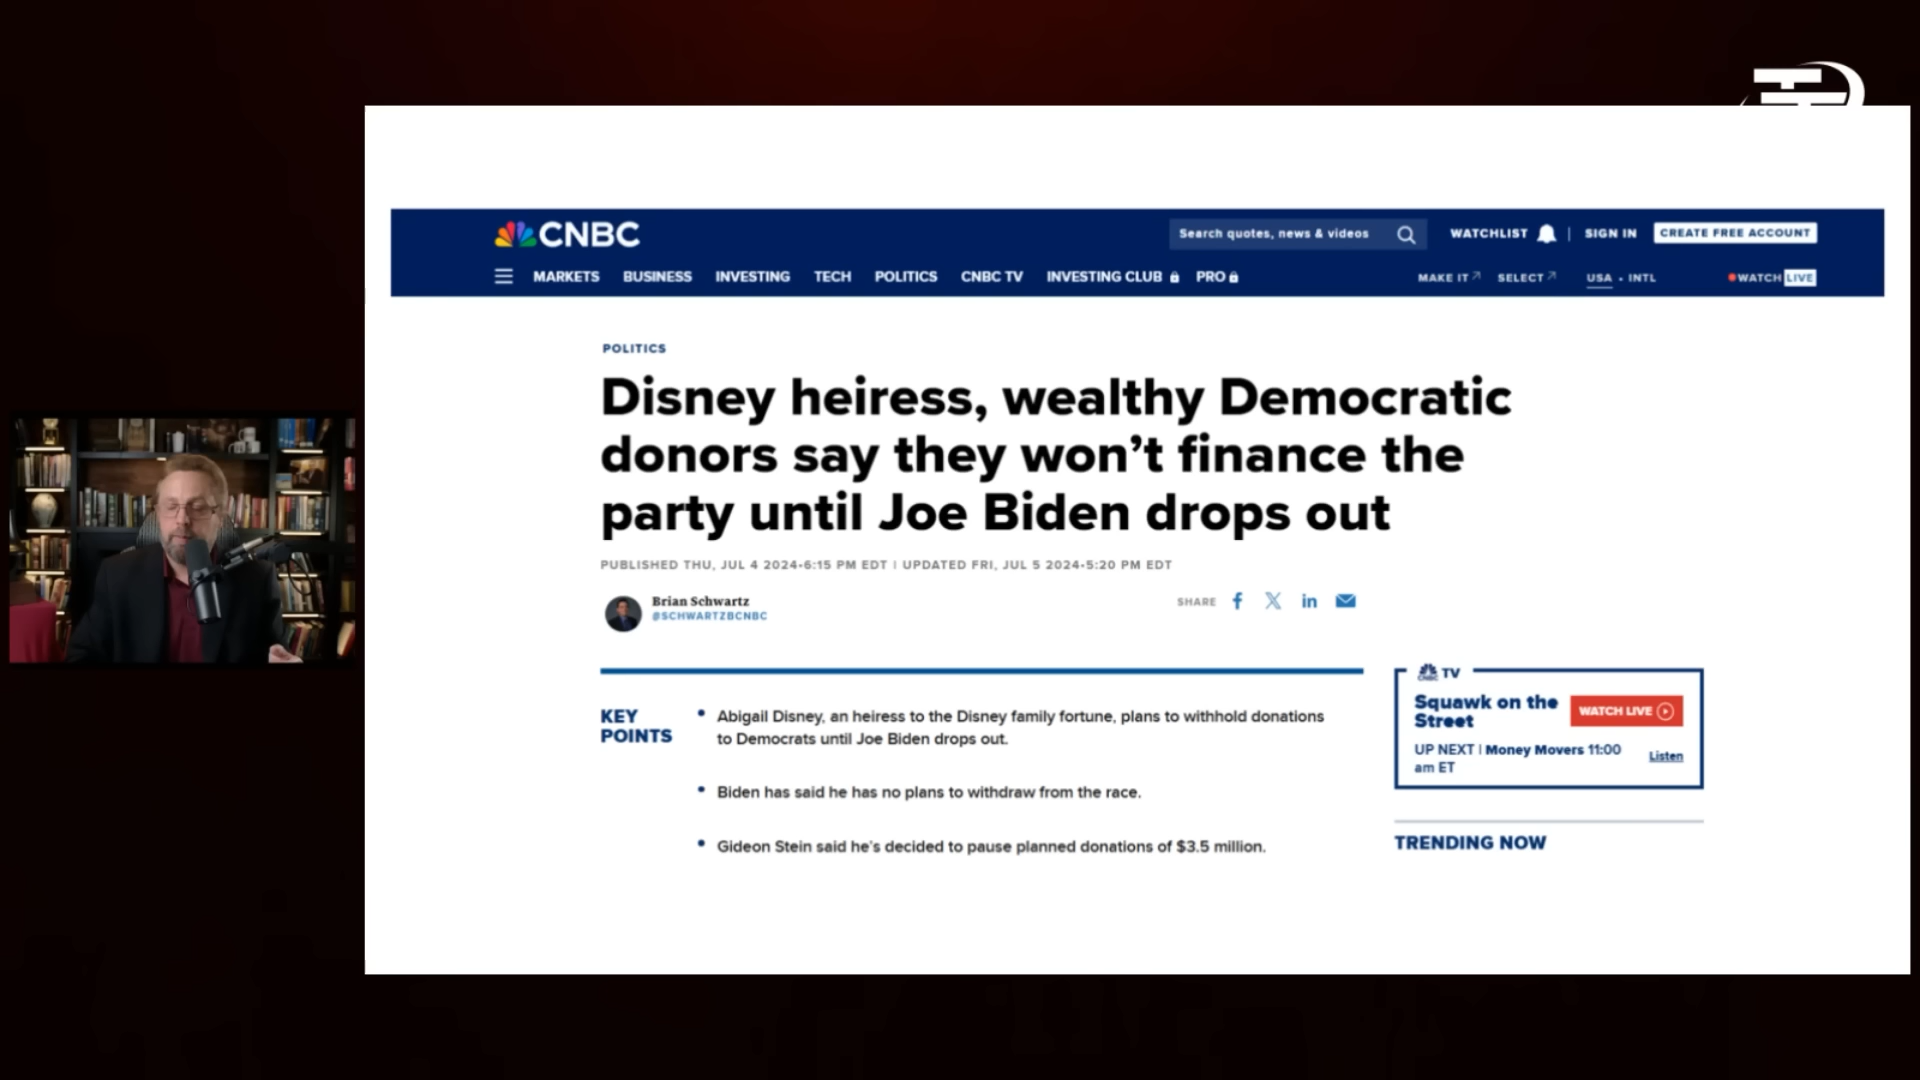 CNBC
Search quotes, news & videos
WATCHLIST | SIGN IN CREATE FREE ACCOUNT
MARKETS BUSINESS INVESTING TECH POLITICS CNBC TV INVESTING CLUB PRO
MAKE IT SELECT USA • INTL WATCH LIVE
POLITICS
Disney heiress, wealthy Democratic
donors say they won’t finance the
party until Joe Biden drops out
PUBLISHED THU, JUL 4 2024•6:15 PM EDT | UPDATED FRI, JUL 5 2024•5:20 PM EDT
Brian Schwartz
@SCHWARTZBCNBC
SHARE
KEY
POINTS
• Abigail Disney, an heiress to the Disney family fortune, plans to withhold donations
to Democrats until Joe Biden drops out.
• Biden has said he has no plans to withdraw from the race.
• Gideon Stein said he’s decided to pause planned donations of $3.5 million.
CNBC TV
Squawk on the
Street
WATCH LIVE
UP NEXT | Money Movers 11:00
am ET
Listen
TRENDING NOW